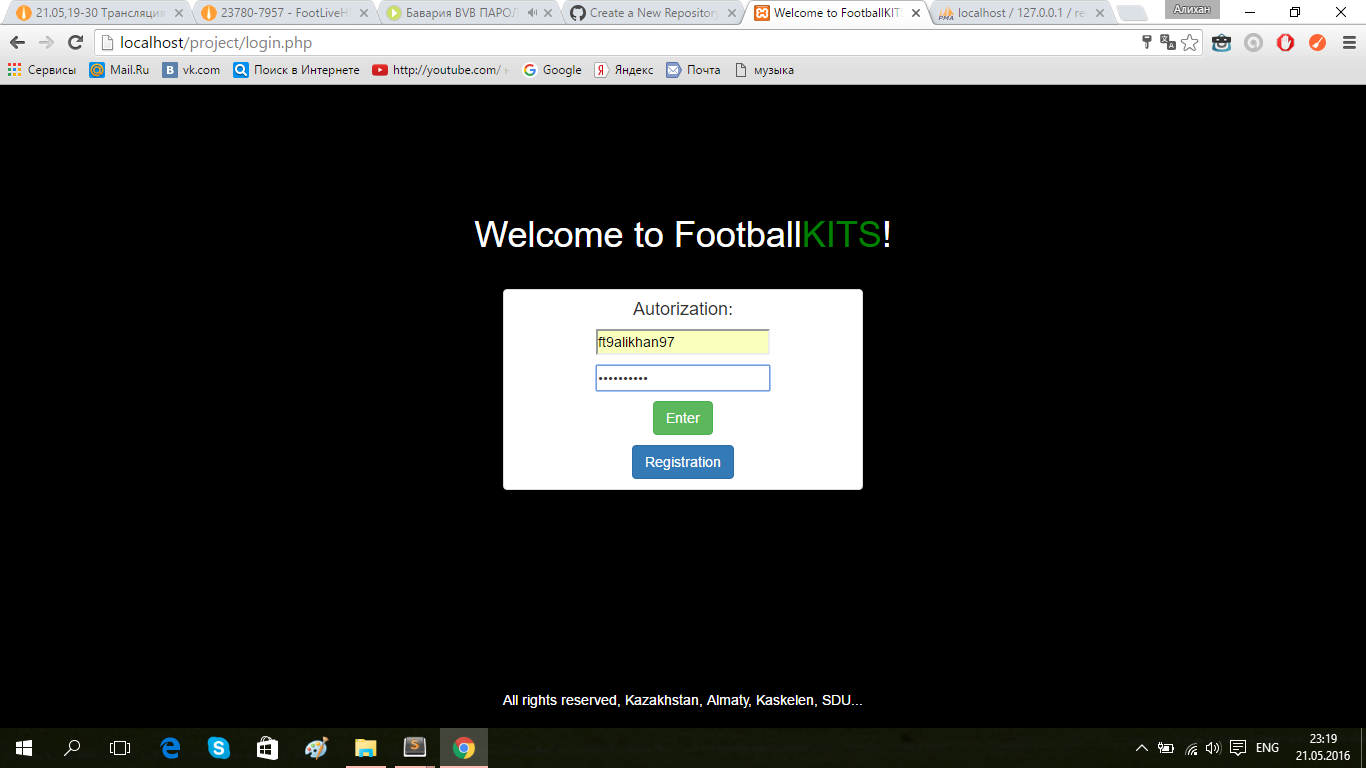 21.05,19-30 Трансляция
23780-7957 - FootLiveH
Бавария BVB ПАРОЛ
Create a New Repository
Welcome to FootballKIT
localhost / 127.0.0.1 / re
Алихан
localhost/project/login.php
Сервисы
Mail.Ru
vk.com
Поиск в Интернете
http://youtube.com/
Google
Яндекс
Почта
музыка
Welcome to FootballKITS!
Autorization:
ft9alikhan97
••••••••••
Enter
Registration
All rights reserved, Kazakhstan, Almaty, Kaskelen, SDU...
ENG
23:19
21.05.2016